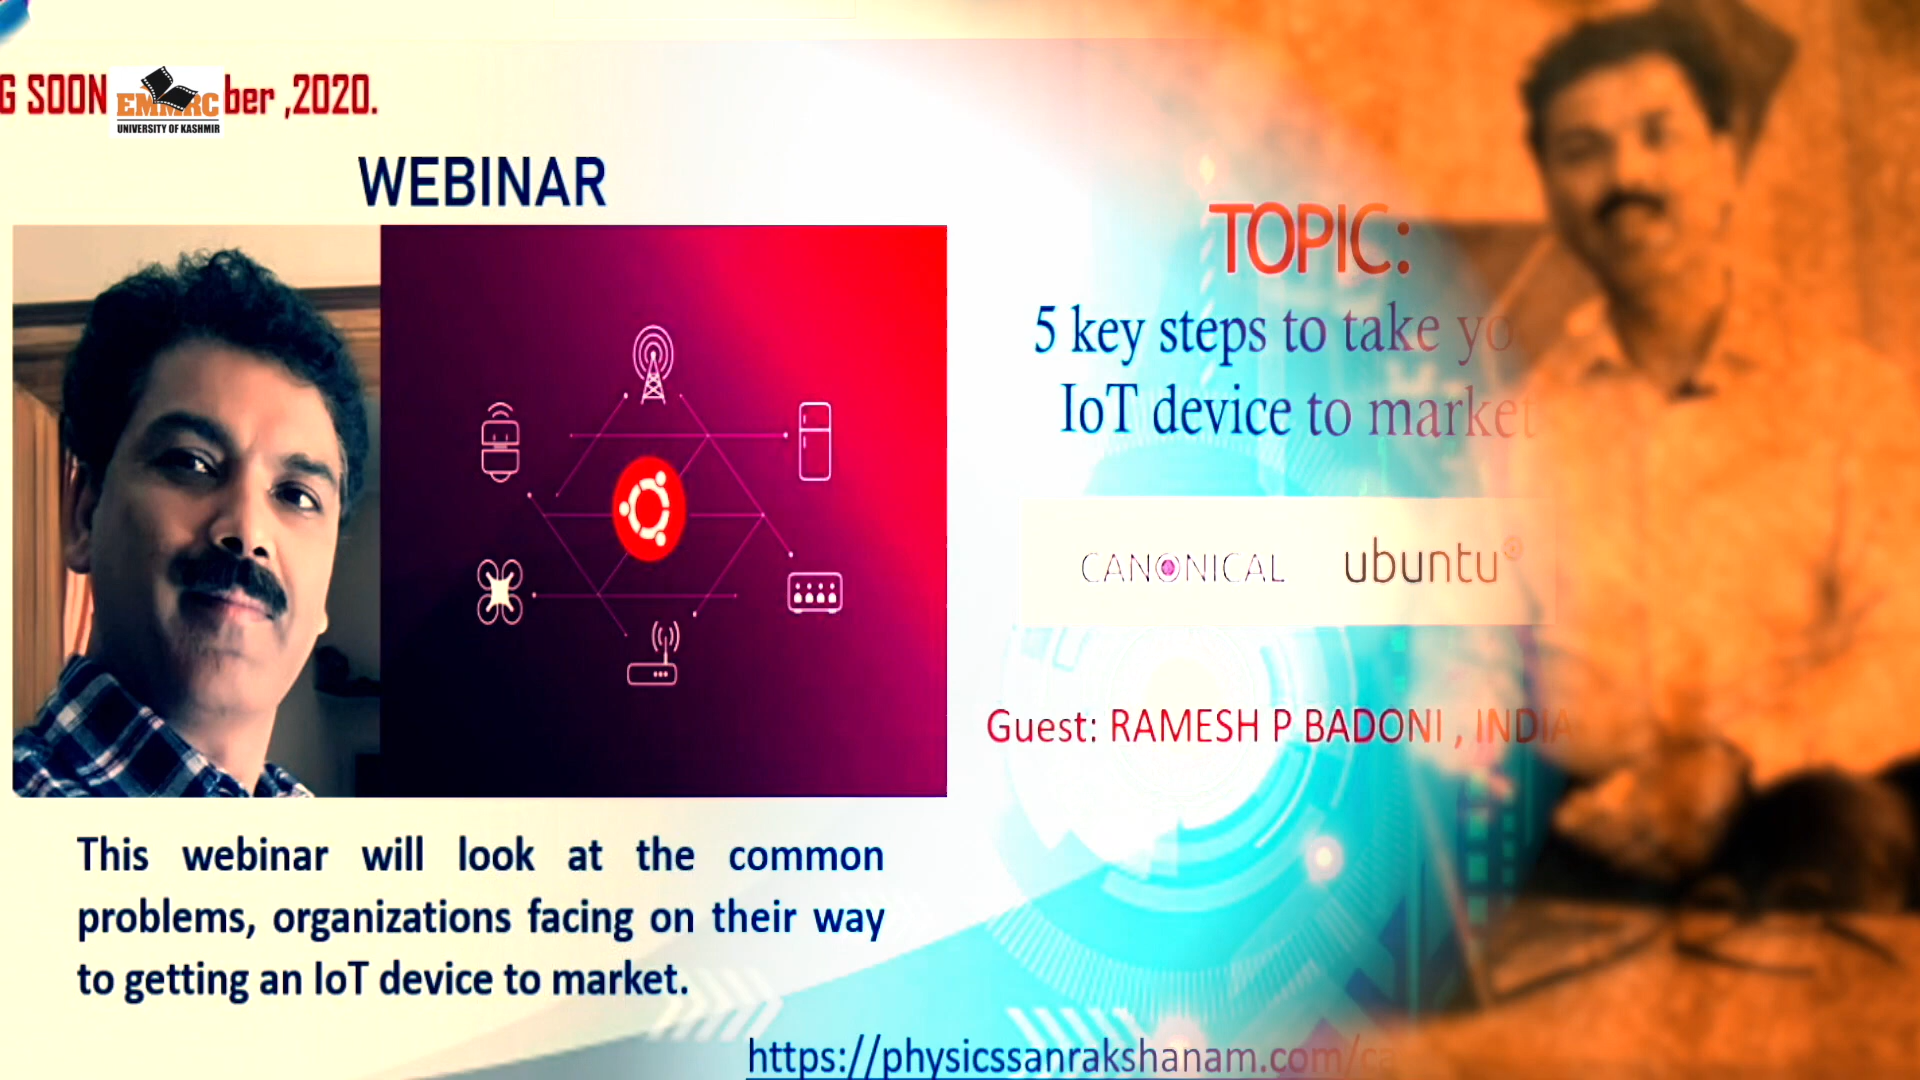 G SOON
EMMRC
UNIVERSITY OF KASHMIR
ber ,2020.
WEBINAR
TOPIC:
5 key steps to take yo
IoT device to market
CANONICAL
ubuntu
Guest: RAMESH P BADONI , INDIA
This webinar will look at the common
problems, organizations facing on their way
to getting an IoT device to market.
https://physicssanrakshanam.com/ca